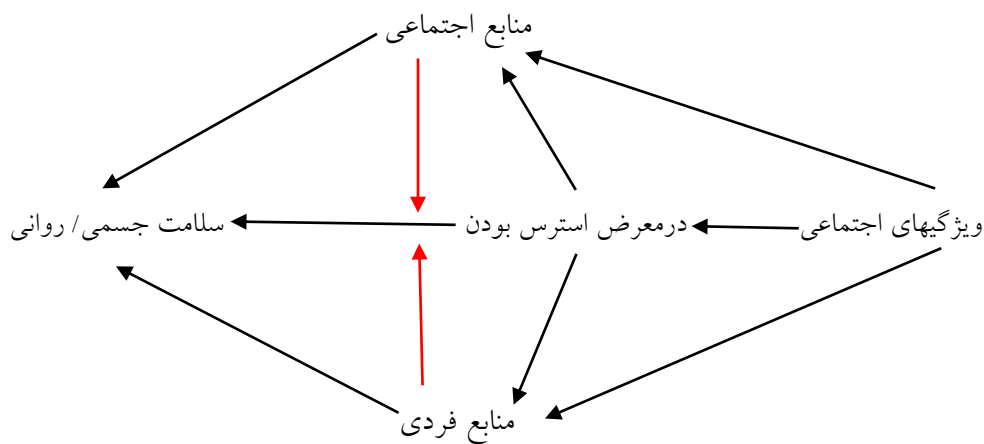 منابع اجتماعی
ویژگیهای اجتماعی
درمعرض استرس بودن
سلامت جسمی/ روانی
منابع فردی